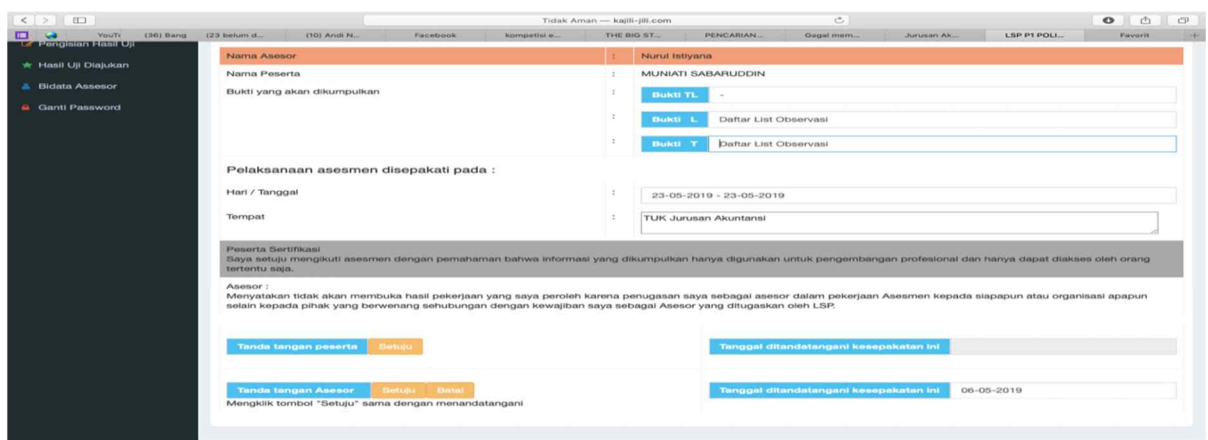 Tidak Aman — kajili-jili.com
YouTi (36) Bang (23 belum d... (10) Andi N... Facebook kompetisi e... THE BIG ST... PENCARIAN... Gagal mem... Jurusan Ak... LSP P1 POLI... Favorit
Pengisian Hasil Uji
Hasil Uji Diajukan
Bidata Assesor
Ganti Password
Nama Asesor : Nurul Istiyana
Nama Peserta : MUNIATI SABARUDDIN
Bukti yang akan dikumpulkan : Bukti TL -
: Bukti L Daftar List Observasi
: Bukti T Daftar List Observasi
Pelaksanaan asesmen disepakati pada :
Hari / Tanggal : 23-05-2019 - 23-05-2019
Tempat : TUK Jurusan Akuntansi
Peserta Sertifikasi
Saya setuju mengikuti asesmen dengan pemahaman bahwa informasi yang dikumpulkan hanya digunakan untuk pengembangan profesional dan hanya dapat diakses oleh orang
tertentu saja.
Asesor :
Menyatakan tidak akan membuka hasil pekerjaan yang saya peroleh karena penugasan saya sebagai asesor dalam pekerjaan Asesmen kepada siapapun atau organisasi apapun
selain kepada pihak yang berwenang sehubungan dengan kewajiban saya sebagai Asesor yang ditugaskan oleh LSP.
Tanda tangan peserta Setuju Tanggal ditandatangani kesepakatan ini
Tanda tangan Asesor Setuju Batal Tanggal ditandatangani kesepakatan ini 06-05-2019
Mengklik tombol "Setuju" sama dengan menandatangani